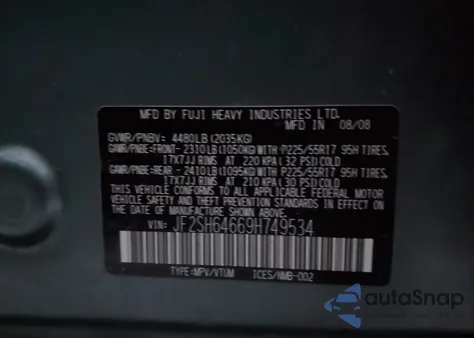 MFD BY FUJI HEAVY INDUSTRIES LTD.
MFD IN 08/08
GVWR/PNBV: 4480LB(2035KG)
GAWR/PNBE:FRONT- 2310LB(1050KG)WITH P225/55R17 95H TIRES.
17X7JJ RIMS AT 220 KPA(32 PSI)COLD
GAWR/PNBE:REAR- 2410LB(1095KG)WITH P225/55R17 95H TIRES.
17X7JJ RIMS AT 210 KPA(30 PSI)COLD
THIS VEHICLE CONFORMS TO ALL APPLICABLE FEDERAL MOTOR
VEHICLE SAFETY AND THEFT PREVENTION STANDARDS IN EFFECT
ON THE DATE OF MANUFACTURE SHOWN ABOVE.
VIN: JF2SH64669H749534
TYPE:MPV/VTUM ICES/NMB-002
autoSnap